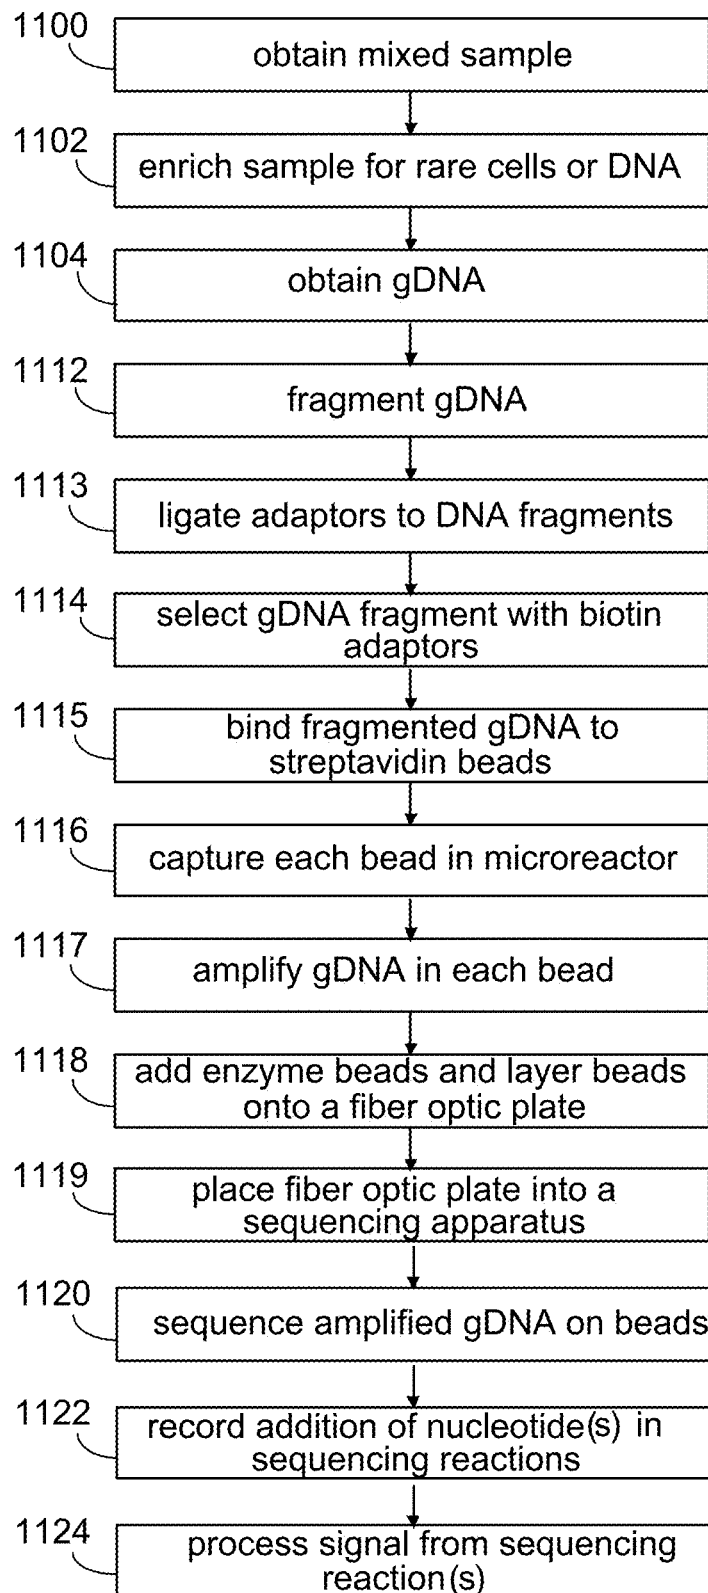 1100
obtain mixed sample
1102
enrich sample for rare cells or DNA
1104
obtain gDNA
1112
fragment gDNA
1113
ligate adaptors to DNA fragments
1114
select gDNA fragment with biotin
adaptors
1115
bind fragmented gDNA to
streptavidin beads
1116
capture each bead in microreactor
1117
amplify gDNA in each bead
1118
add enzyme beads and layer beads
onto a fiber optic plate
1119
place fiber optic plate into a
sequencing apparatus
1120
sequence amplified gDNA on beads
1122
record addition of nucleotide(s) in
sequencing reactions
1124
process signal from sequencing
reaction(s)